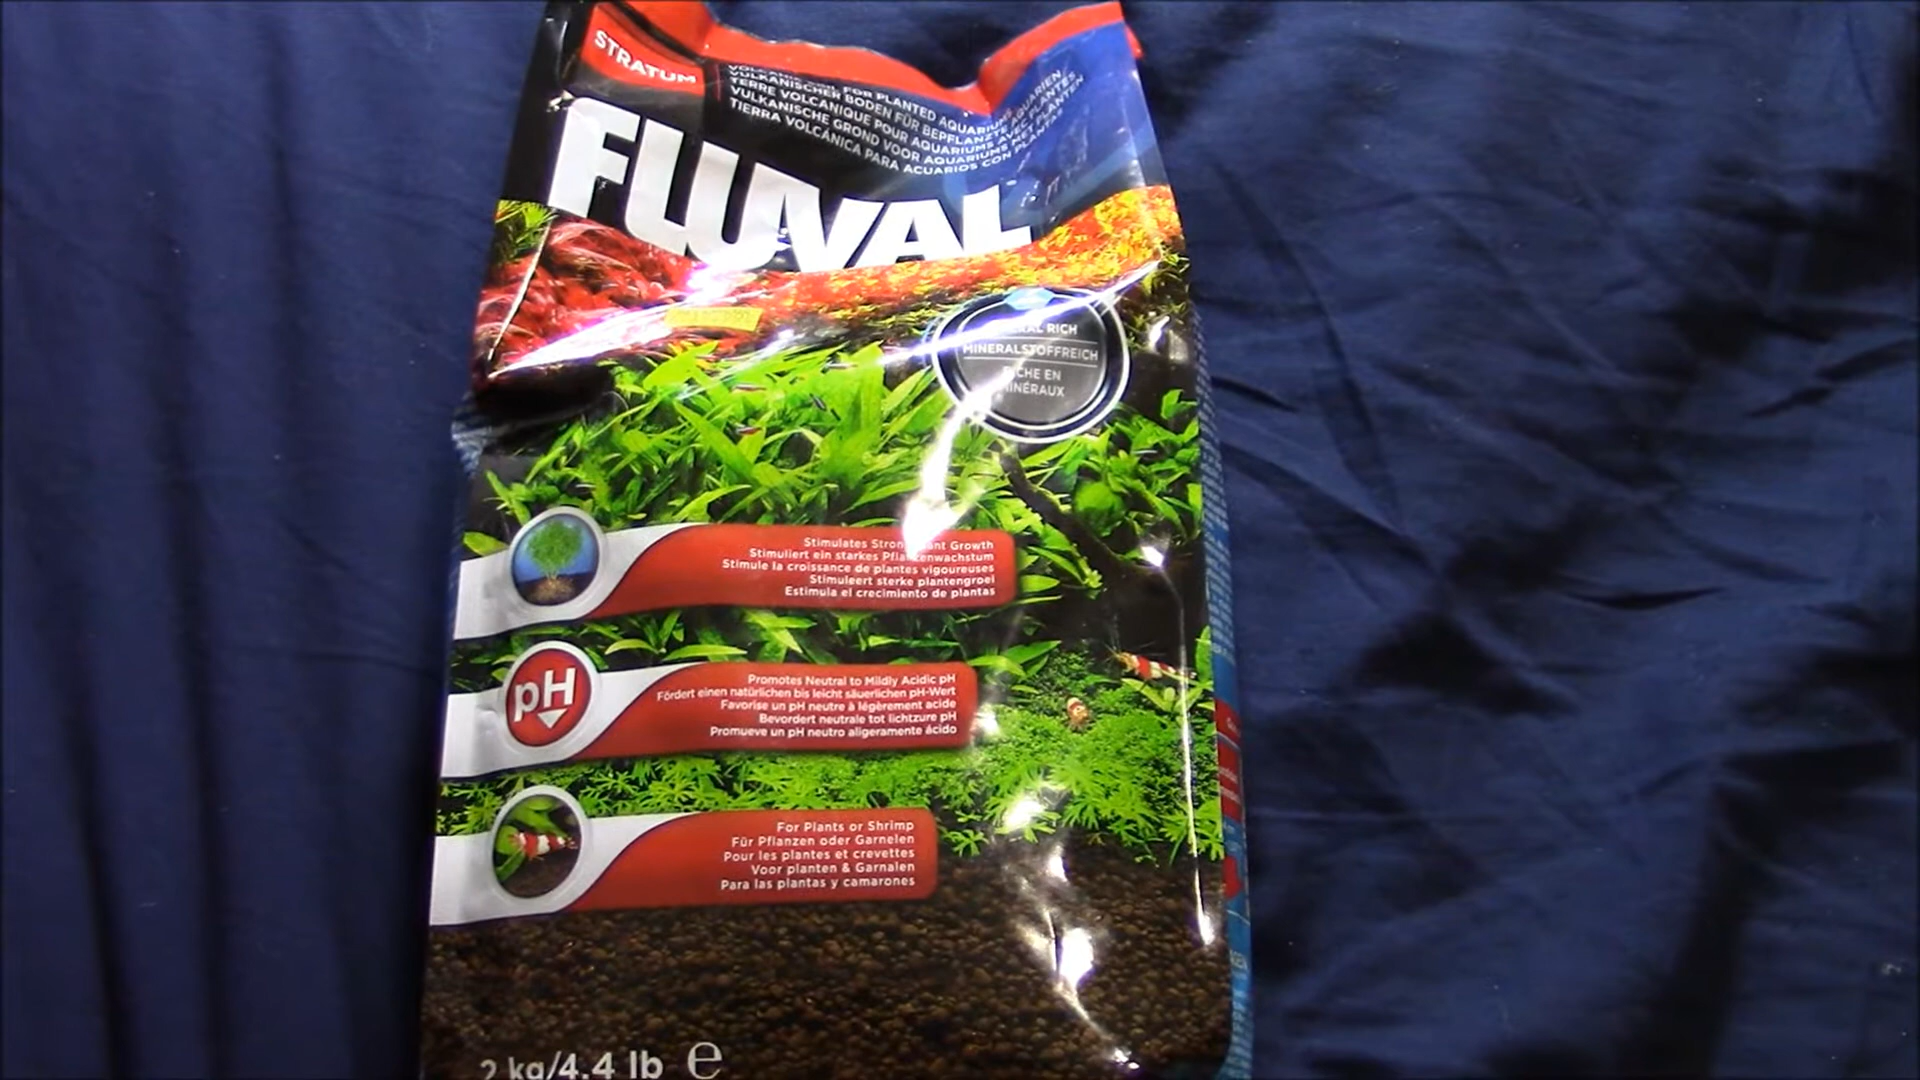 STRATUM
VOLCANIC SOIL FOR PLANTED AQUARIUMS
VULKANISCHER BODEN FÜR BEPFLANZTE AQUARIEN
TERRE VOLCANIQUE POUR AQUARIUMS AVEC PLANTES
VULKANISCHE GROND VOOR AQUARIUMS MET PLANTEN
TIERRA VOLCÁNICA PARA ACUARIOS CON PLANTAS
FLUVAL
RICH
MINERALSTOFFREICH
EN
Stimulates Growth
Stimuliert ein starkes Pflanzenwachstum
Stimule la croissance de plantes vigoureuses
Stimuleert sterke plantengroei
Estimula el crecimiento de plantas
pH
Promotes Neutral to Mildly Acidic pH
Fördert einen natürlichen bis leicht säuerlichen pH-Wert
Favorise un pH neutre à légèrement acide
Bevordert neutrale tot lichtzure pH
Promueve un pH neutro aligeramente ácido
For Plants or Shrimp
Für Pflanzen oder Garnelen
Pour les plantes et crevettes
Voor planten & Garnalen
Para las plantas y camarones
2 kg/4.4 lb e